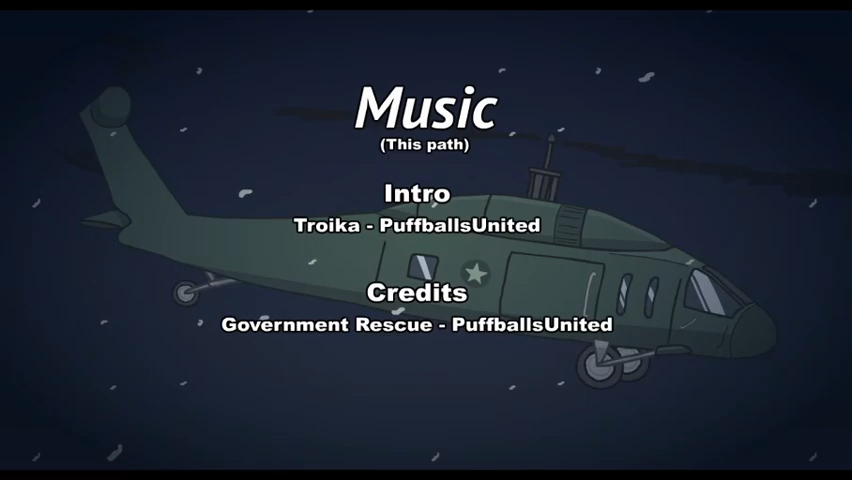 Music
(This path)
Intro
Troika - PuffballsUnited
Credits
Government Rescue - PuffballsUnited